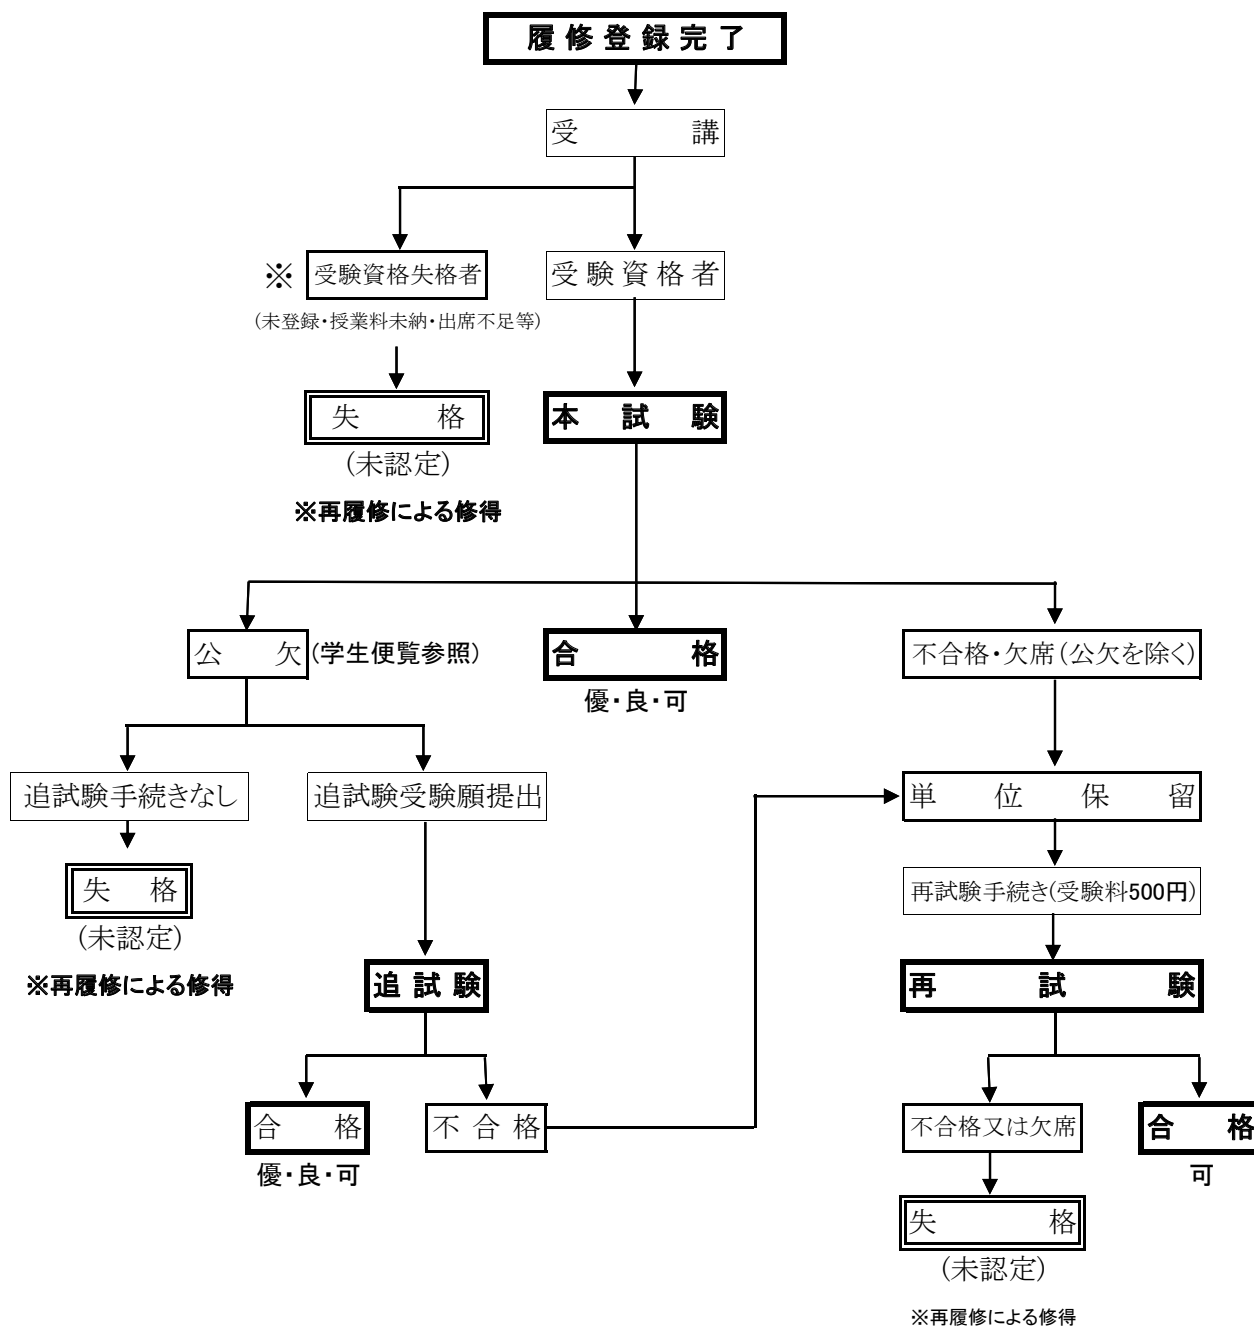 履修登録完了
受講
※ 受験資格失格者
受験資格者
(未登録・授業料未納・出席不足等)
失格
本試験
(未認定)
※再履修による修得
公欠 (学生便覧参照)
合格
不合格・欠席(公欠を除く)
優・良・可
追試験手続きなし
追試験受験願提出
単位保留
失格
再試験手続き(受験料500円)
(未認定)
※再履修による修得
追試験
再試験
合格
不合格
不合格又は欠席
合格
優・良・可
可
失格
(未認定)
※再履修による修得